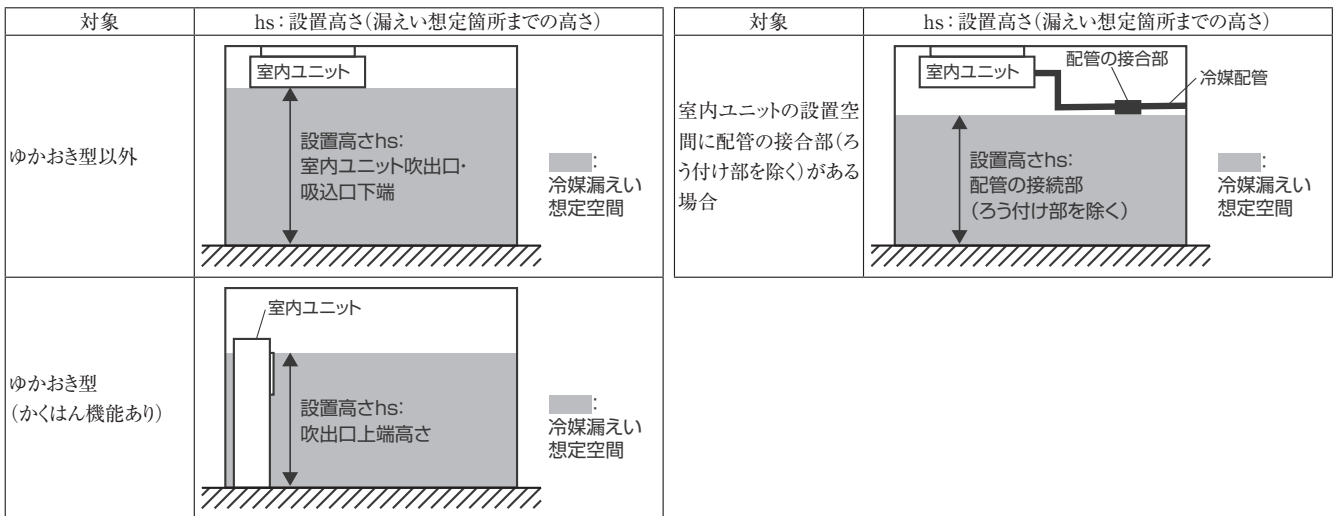 対象
hs：設置高さ（漏えい想定箇所までの高さ）
ゆかおき型以外
室内ユニット
設置高さhs：
室内ユニット吹出口・
吸込口下端
：
冷媒漏えい
想定空間
ゆかおき型
（かくはん機能あり）
室内ユニット
設置高さhs：
吹出口上端高さ
：
冷媒漏えい
想定空間
対象
hs：設置高さ（漏えい想定箇所までの高さ）
室内ユニットの設置空
間に配管の接合部（ろ
う付け部を除く）がある
場合
室内ユニット
配管の接合部
冷媒配管
設置高さhs：
配管の接続部
（ろう付け部を除く）
：
冷媒漏えい
想定空間